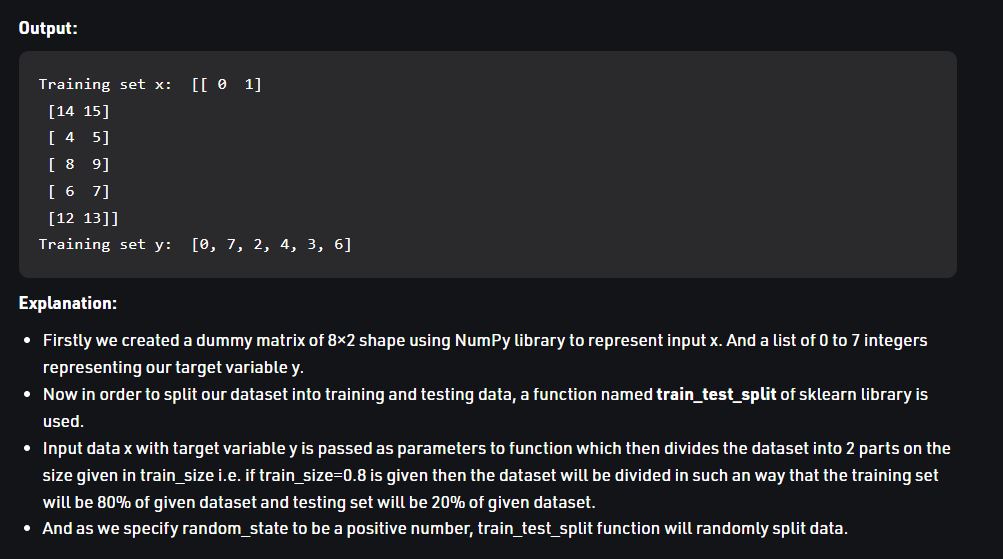 Output:
Training set x:  [[ 0  1]
 [14 15]
 [ 4  5]
 [ 8  9]
 [ 6  7]
 [12 13]]
Training set y:  [0, 7, 2, 4, 3, 6]
Explanation:
• Firstly we created a dummy matrix of 8×2 shape using NumPy library to represent input x. And a list of 0 to 7 integers
representing our target variable y.
• Now in order to split our dataset into training and testing data, a function named train_test_split of sklearn library is
used.
• Input data x with target variable y is passed as parameters to function which then divides the dataset into 2 parts on the
size given in train_size i.e. if train_size=0.8 is given then the dataset will be divided in such an way that the training set
will be 80% of given dataset and testing set will be 20% of given dataset.
• And as we specify random_state to be a positive number, train_test_split function will randomly split data.